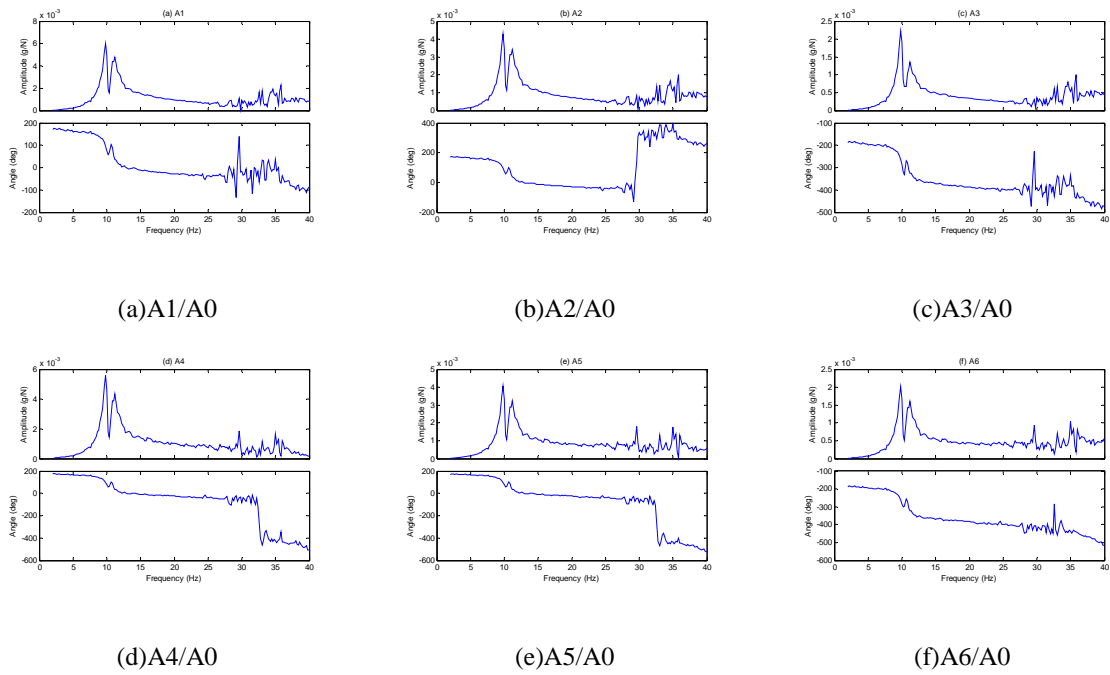 (a) A1
x 10⁻³
Amplitude (g/N)
8
6
4
2
0
Angle (deg)
200
100
0
-100
-200
0 5 10 15 20 25 30 35 40
Frequency (Hz)
(a)A1/A0
(b) A2
x 10⁻³
Amplitude (g/N)
5
4
3
2
1
0
Angle (deg)
400
200
0
-200
0 5 10 15 20 25 30 35 40
Frequency (Hz)
(b)A2/A0
(c) A3
x 10⁻³
Amplitude (g/N)
2.5
2
1.5
1
0.5
0
Angle (deg)
-100
-200
-300
-400
-500
0 5 10 15 20 25 30 35 40
Frequency (Hz)
(c)A3/A0
(d) A4
x 10⁻³
Amplitude (g/N)
6
4
2
0
Angle (deg)
200
0
-200
-400
-600
0 5 10 15 20 25 30 35 40
Frequency (Hz)
(d)A4/A0
(e) A5
x 10⁻³
Amplitude (g/N)
5
4
3
2
1
0
Angle (deg)
200
0
-200
-400
-600
0 5 10 15 20 25 30 35 40
Frequency (Hz)
(e)A5/A0
(f) A6
x 10⁻³
Amplitude (g/N)
2.5
2
1.5
1
0.5
0
Angle (deg)
-100
-200
-300
-400
-500
-600
0 5 10 15 20 25 30 35 40
Frequency (Hz)
(f)A6/A0